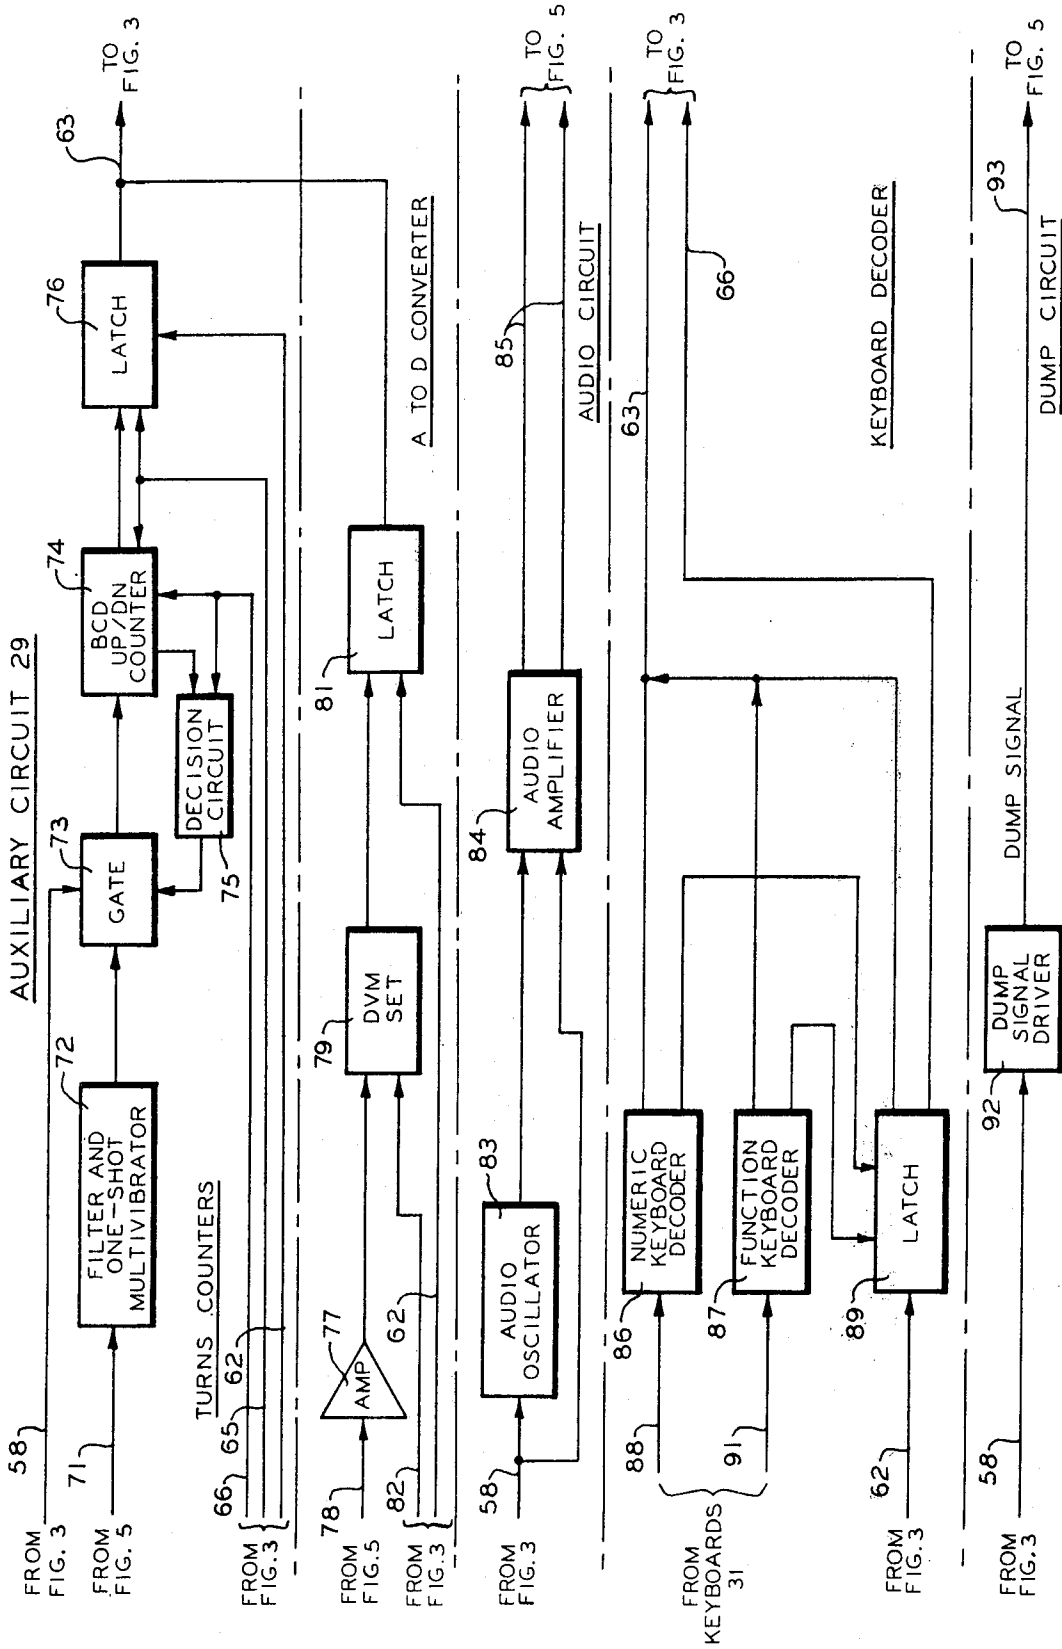 AUXILIARY CIRCUIT 29
FROM
FIG. 3
58
FROM
FIG. 5
71
72
FILTER AND
ONE-SHOT
MULTIVIBRATOR
73
GATE
74
BCD
UP/DN
COUNTER
75
DECISION
CIRCUIT
76
LATCH
63
TO
FIG. 3
TURNS COUNTERS
FROM
FIG.3
66
65
62
FROM
FIG.5
78
77
AMP
79
DVM
SET
81
LATCH
A TO D CONVERTER
FROM
FIG.3
82
62
FROM
FIG.3
58
83
AUDIO
OSCILLATOR
84
AUDIO
AMPLIFIER
85
TO
FIG. 5
AUDIO CIRCUIT
FROM
KEYBOARDS
31
88
91
86
NUMERIC
KEYBOARD
DECODER
87
FUNCTION
KEYBOARD
DECODER
89
LATCH
FROM
FIG.3
62
63
66
TO
FIG. 3
KEYBOARD DECODER
FROM
FIG.3
58
92
DUMP
SIGNAL
DRIVER
DUMP SIGNAL
93
TO
FIG. 5
DUMP CIRCUIT